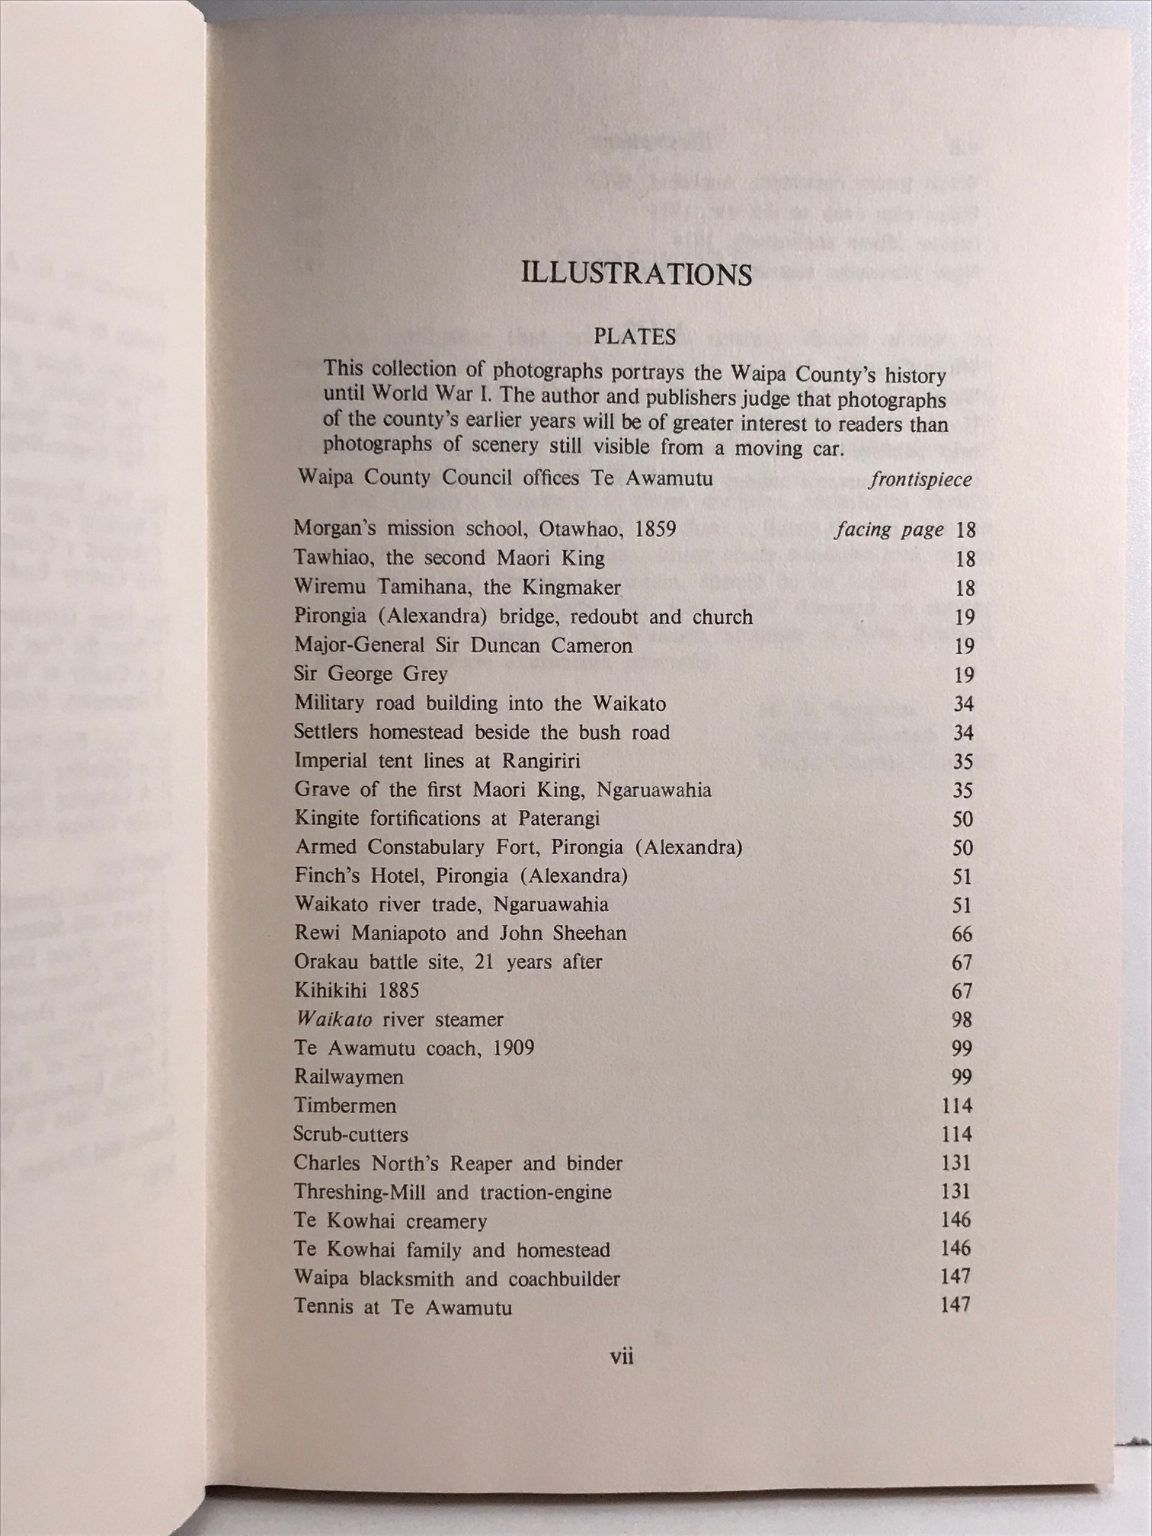 ILLUSTRATIONS
PLATES
This collection of photographs portrays the Waipa County's history
until World War I. The author and publishers judge that photographs
of the county's earlier years will be of greater interest to readers than
photographs of scenery still visible from a moving car.
Waipa County Council offices Te Awamutu frontispiece
Morgan's mission school, Otawhao, 1859 facing page 18
Tawhiao, the second Maori King 18
Wiremu Tamihana, the Kingmaker 18
Pirongia (Alexandra) bridge, redoubt and church 19
Major-General Sir Duncan Cameron 19
Sir George Grey 19
Military road building into the Waikato 34
Settlers homestead beside the bush road 34
Imperial tent lines at Rangiriri 35
Grave of the first Maori King, Ngaruawahia 35
Kingite fortifications at Paterangi 50
Armed Constabulary Fort, Pirongia (Alexandra) 50
Finch's Hotel, Pirongia (Alexandra) 51
Waikato river trade, Ngaruawahia 51
Rewi Maniapoto and John Sheehan 66
Orakau battle site, 21 years after 67
Kihikihi 1885 67
Waikato river steamer 98
Te Awamutu coach, 1909 99
Railwaymen 99
Timbermen 114
Scrub-cutters 114
Charles North's Reaper and binder 131
Threshing-Mill and traction-engine 131
Te Kowhai creamery 146
Te Kowhai family and homestead 146
Waipa blacksmith and coachbuilder 147
Tennis at Te Awamutu 147
vii